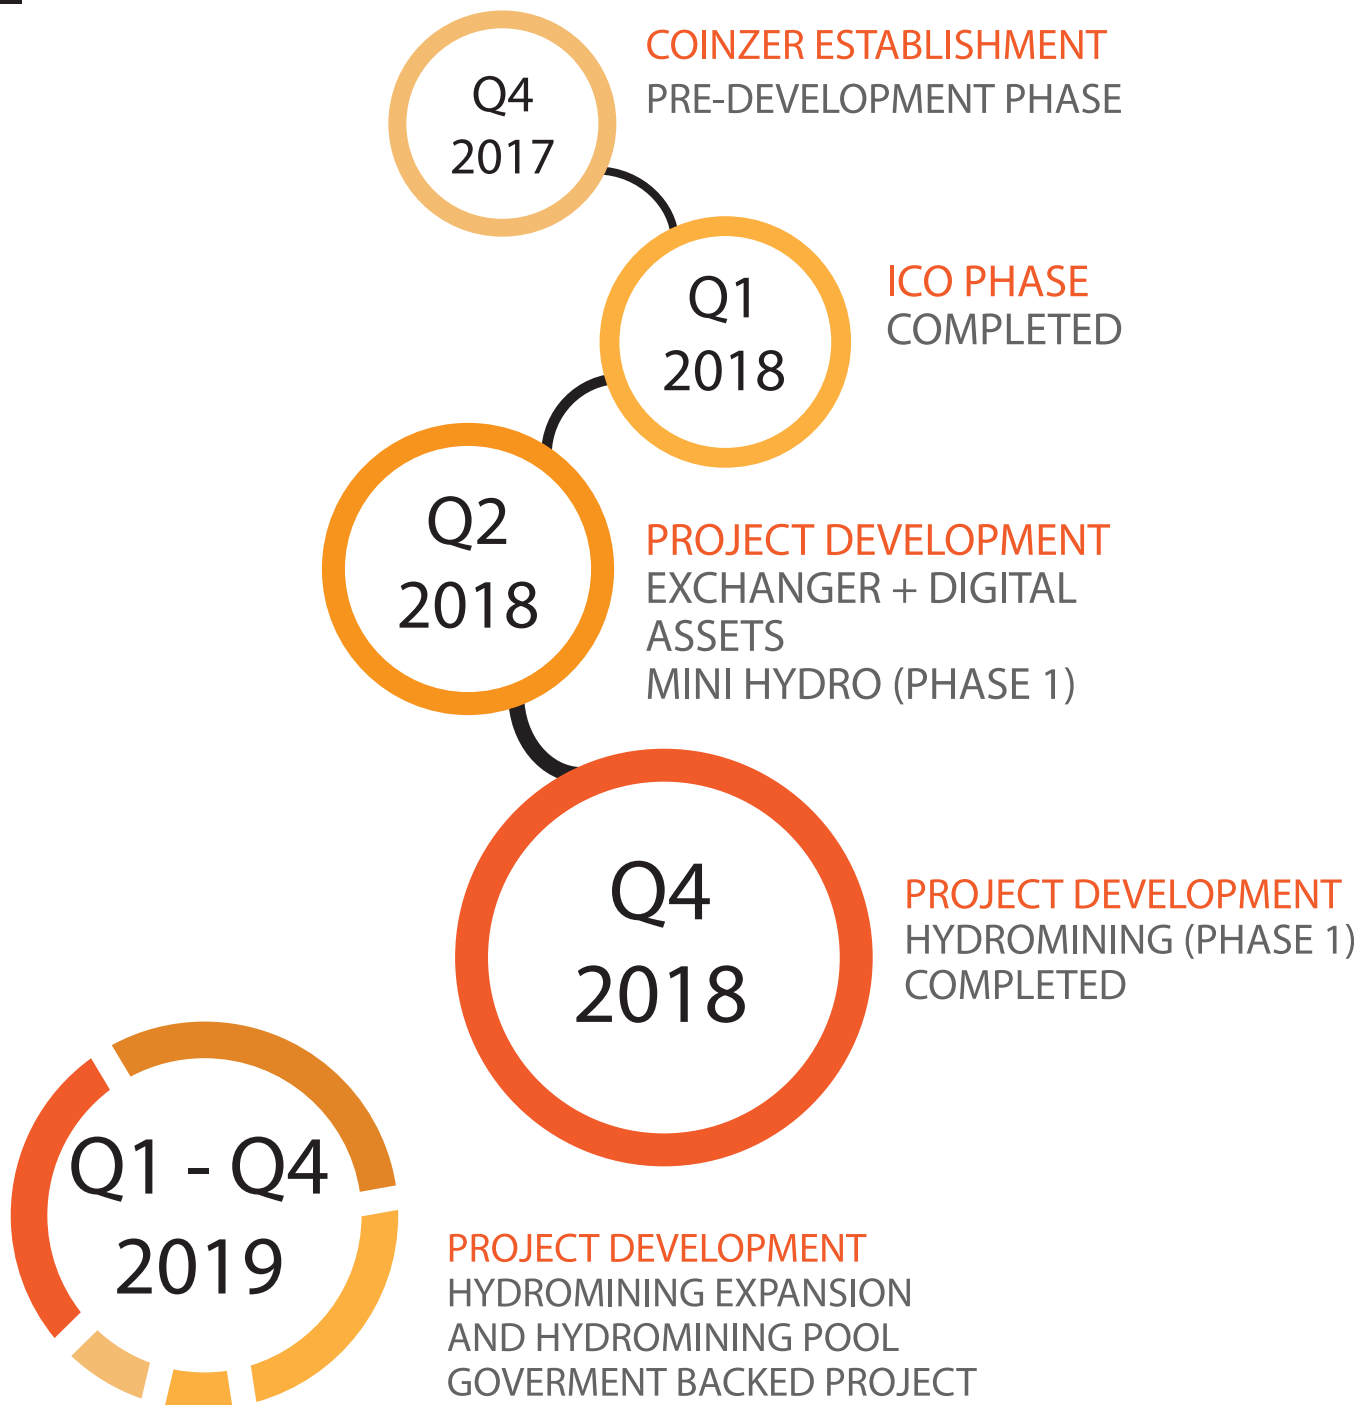 Q4
2017
COINZER ESTABLISHMENT
PRE-DEVELOPMENT PHASE
Q1
2018
ICO PHASE
COMPLETED
Q2
2018
PROJECT DEVELOPMENT
EXCHANGER + DIGITAL
ASSETS
MINI HYDRO (PHASE 1)
Q4
2018
PROJECT DEVELOPMENT
HYDROMINING (PHASE 1)
COMPLETED
Q1 - Q4
2019
PROJECT DEVELOPMENT
HYDROMINING EXPANSION
AND HYDROMINING POOL
GOVERMENT BACKED PROJECT